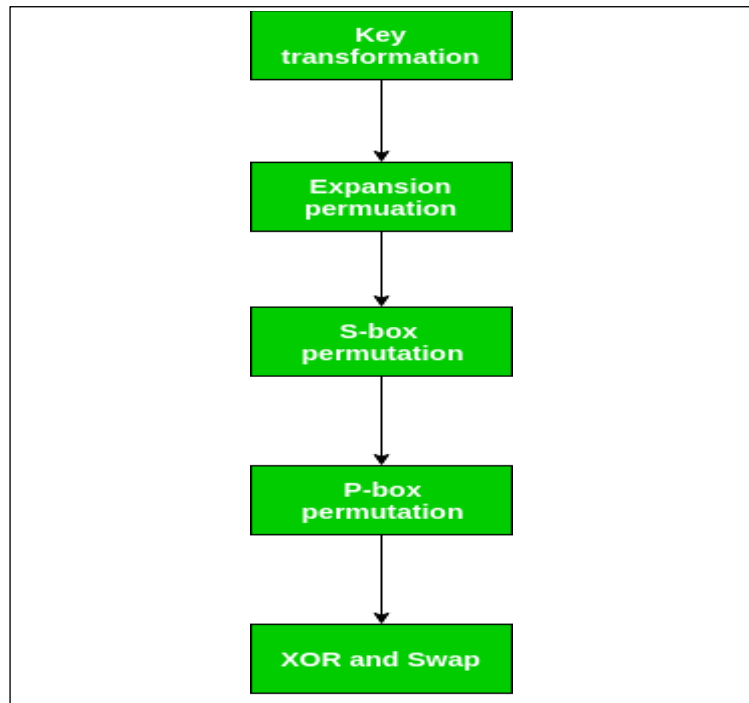 Key
transformation
Expansion
permuation
S-box
permutation
P-box
permutation
XOR and Swap